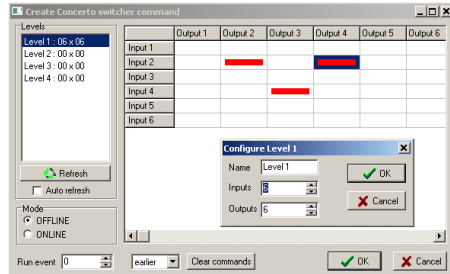 Create Concerto switcher command
Levels
Level 1 : 06 x 06
Level 2 : 00 x 00
Level 3 : 00 x 00
Level 4 : 00 x 00
Refresh
Auto refresh
Mode
OFFLINE
ONLINE
Output 1 Output 2 Output 3 Output 4 Output 5 Output 6
Input 1
Input 2
Input 3
Input 4
Input 5
Input 6
Configure Level 1
Name Level 1
Inputs 6
Outputs 6
OK
Cancel
Run event 0 earlier Clear commands OK Cancel